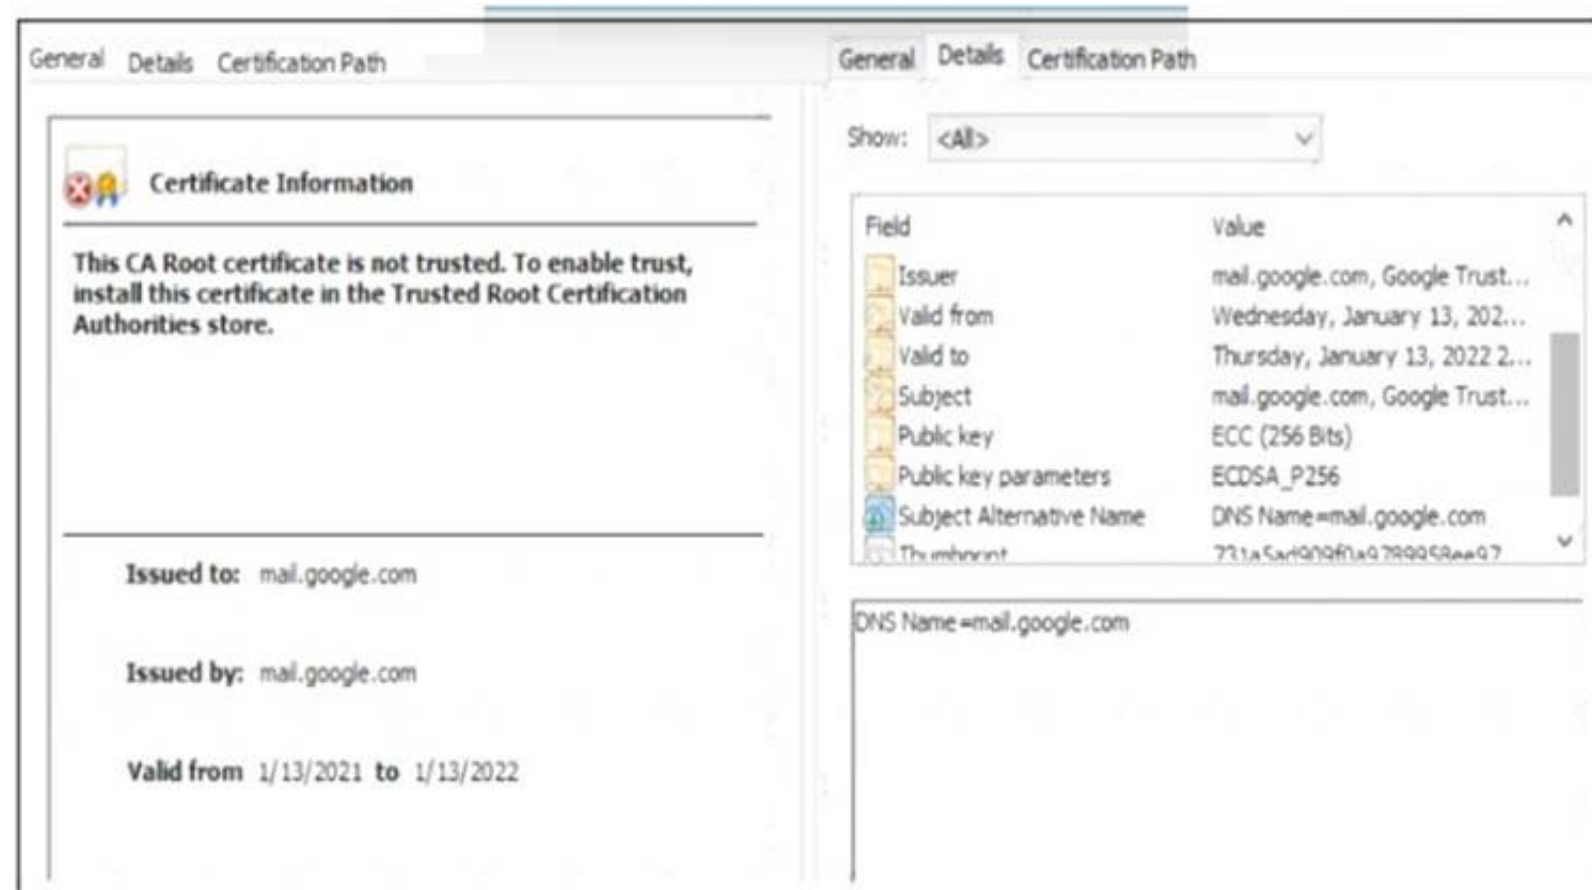 General Details Certification Path
Certificate Information
This CA Root certificate is not trusted. To enable trust,
install this certificate in the Trusted Root Certification
Authorities store.
Issued to: mail.google.com
Issued by: mail.google.com
Valid from 1/13/2021 to 1/13/2022
General Details Certification Path
Show: <All>
Field Value
Issuer mail.google.com, Google Trust...
Valid from Wednesday, January 13, 202...
Valid to Thursday, January 13, 2022 2...
Subject mail.google.com, Google Trust...
Public key ECC (256 Bits)
Public key parameters ECDSA_P256
Subject Alternative Name DNS Name=mail.google.com
Thumbprint 731a5ad909f0a9789958ee97
DNS Name=mail.google.com